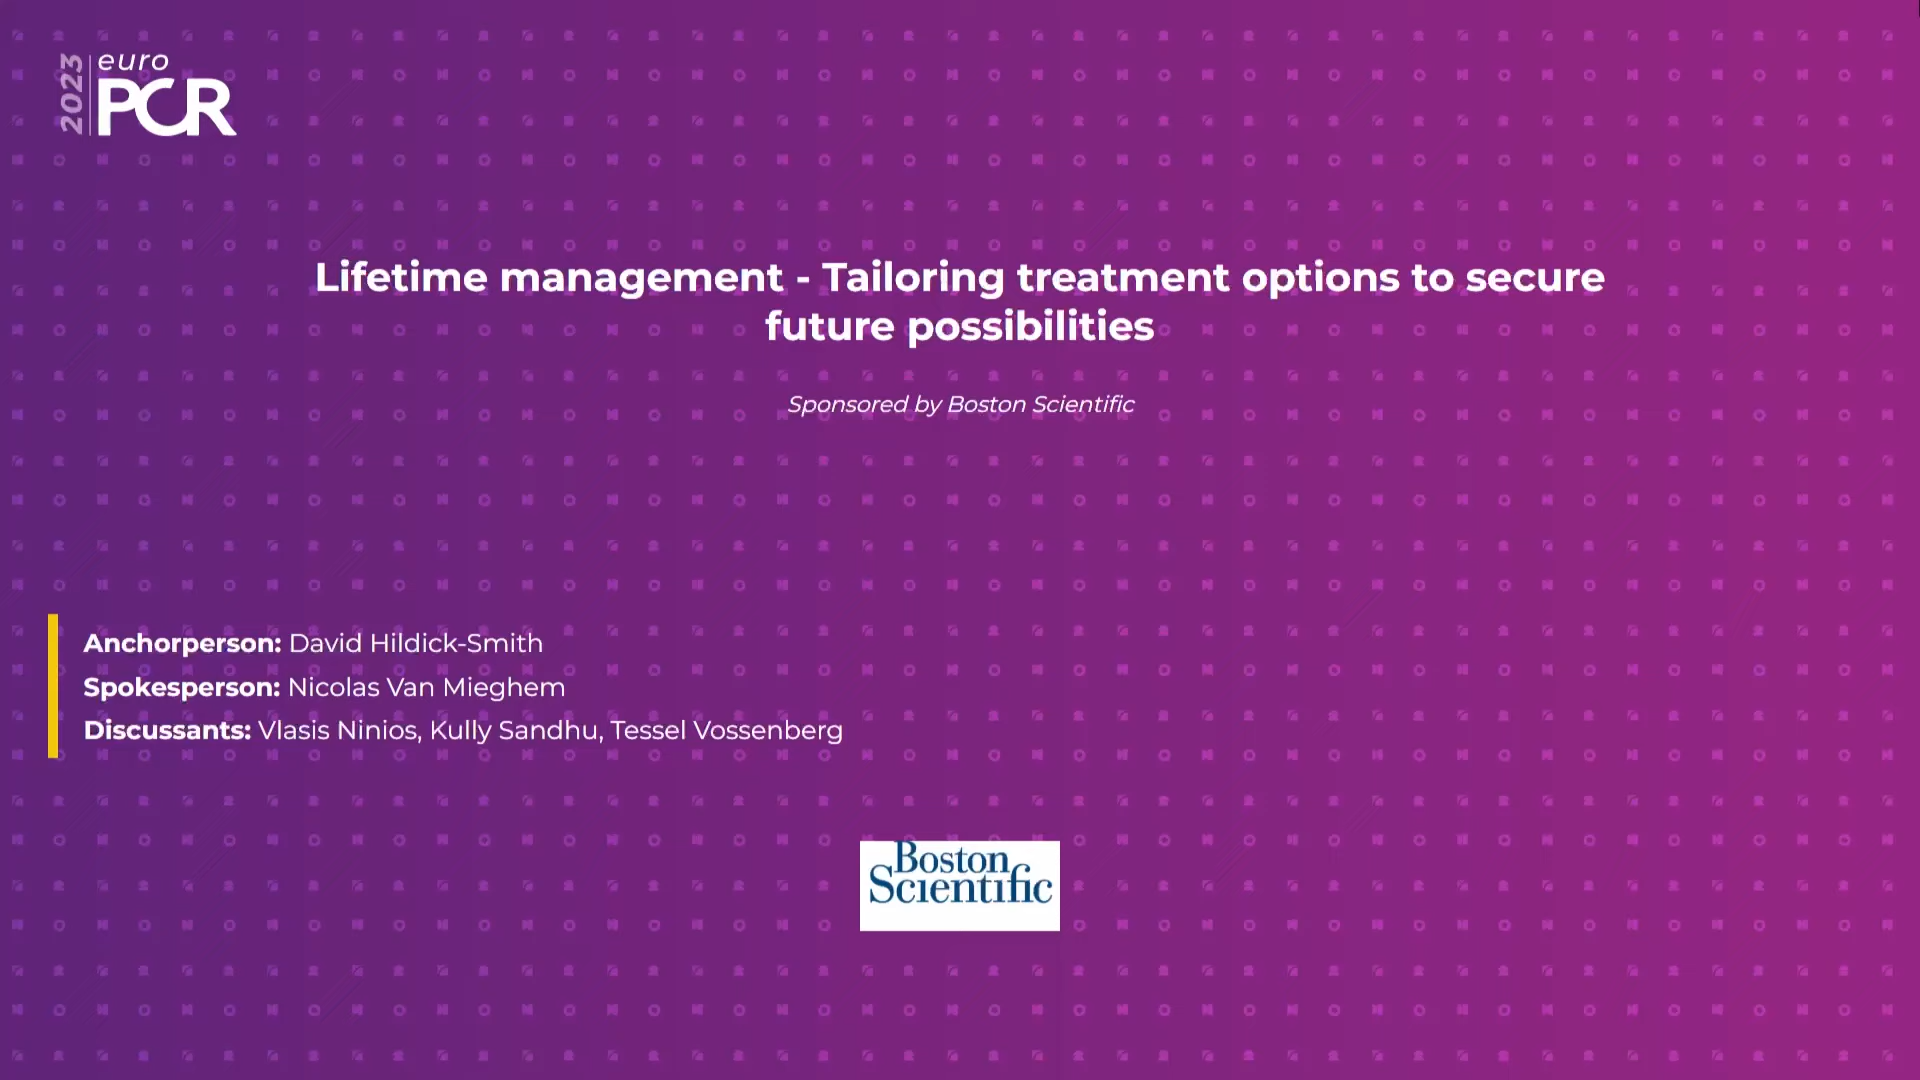 2023
euro
PCR
Lifetime management - Tailoring treatment options to secure
future possibilities
Sponsored by Boston Scientific
Anchorperson: David Hildick-Smith
Spokesperson: Nicolas Van Mieghem
Discussants: Vlasis Ninios, Kully Sandhu, Tessel Vossenberg
Boston
Scientific